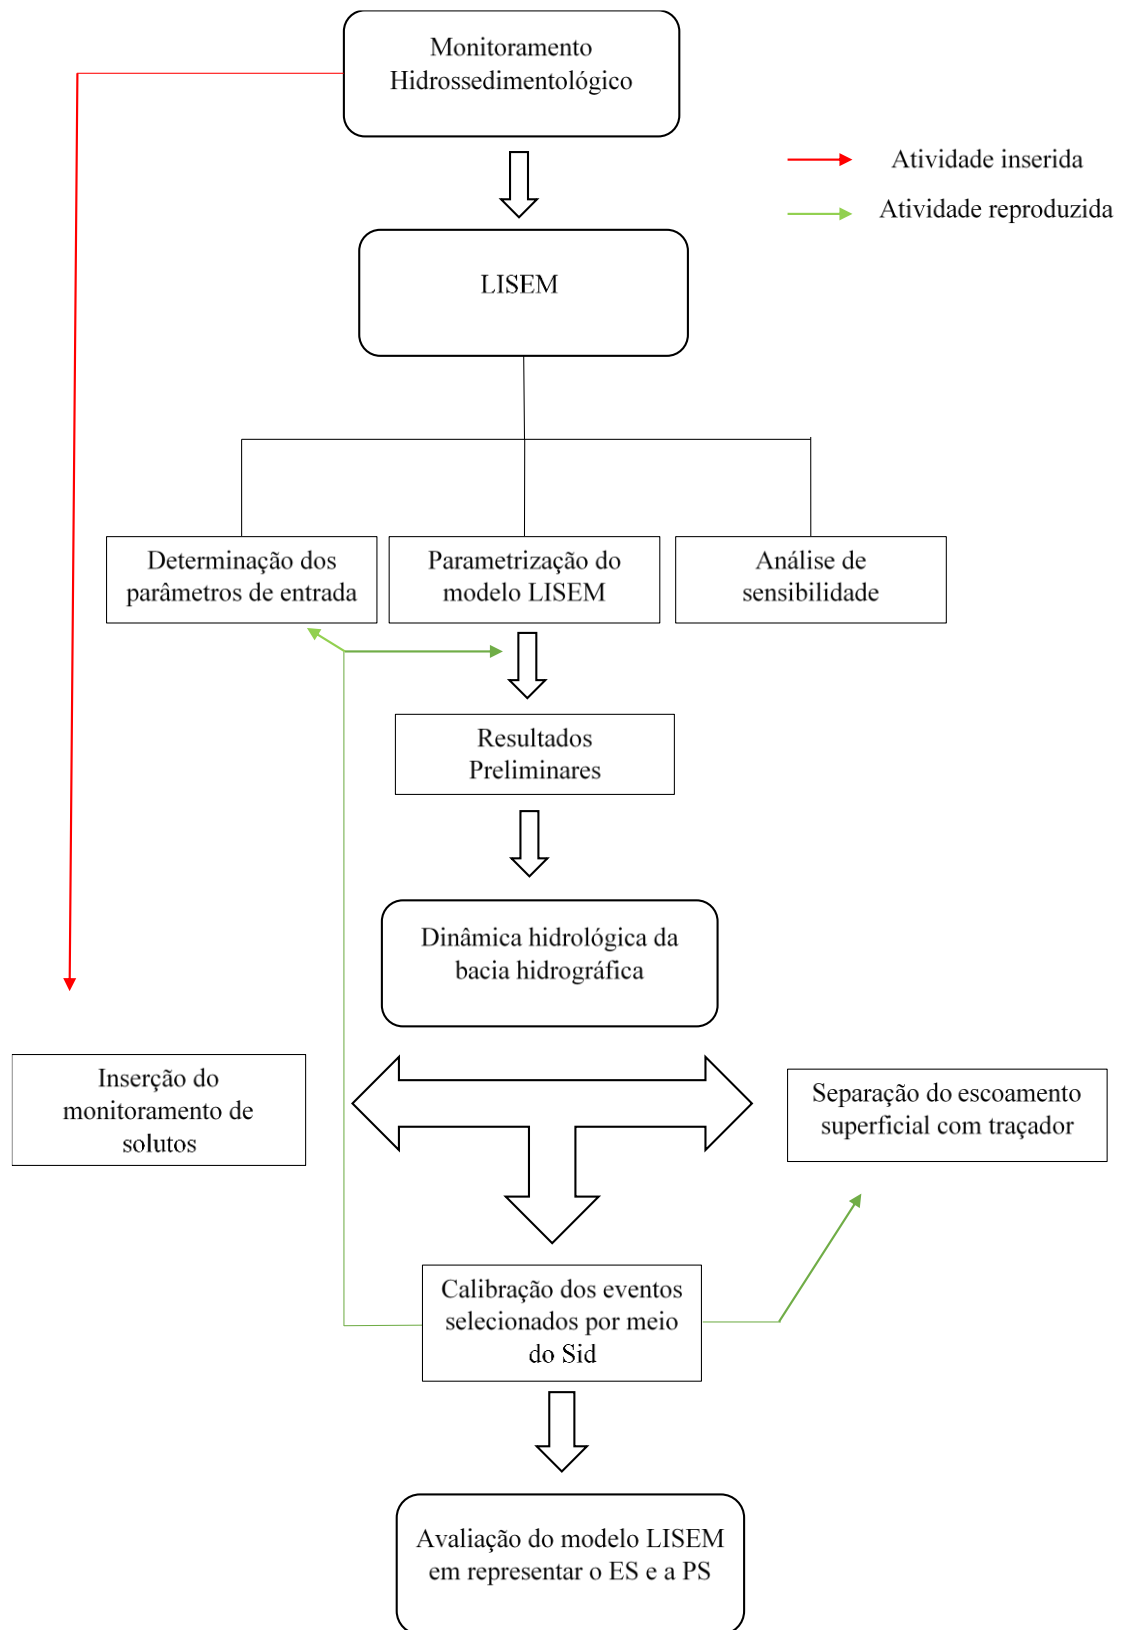 Monitoramento
Hidrossedimentológico
Atividade inserida
Atividade reproduzida
LISEM
Determinação dos
parâmetros de entrada
Parametrização do
modelo LISEM
Análise de
sensibilidade
Resultados
Preliminares
Dinâmica hidrológica da
bacia hidrográfica
Inserção do
monitoramento de
solutos
Separação do escoamento
superficial com traçador
Calibração dos eventos
selecionados por meio
do Sid
Avaliação do modelo LISEM
em representar o ES e a PS